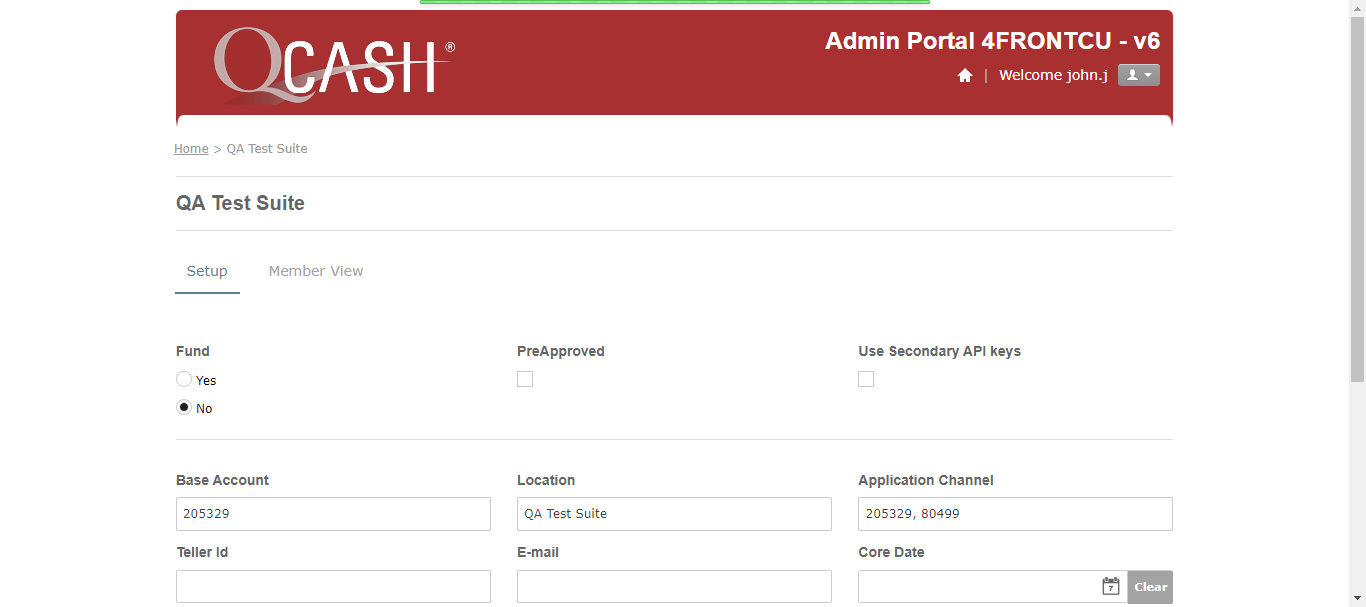 QCASH®
Admin Portal 4FRONTCU - v6
| Welcome john.j
Home > QA Test Suite
QA Test Suite
Setup Member View
Fund PreApproved Use Secondary API keys
Yes
No
Base Account Location Application Channel
205329 QA Test Suite 205329, 80499
Teller Id E-mail Core Date
7 Clear